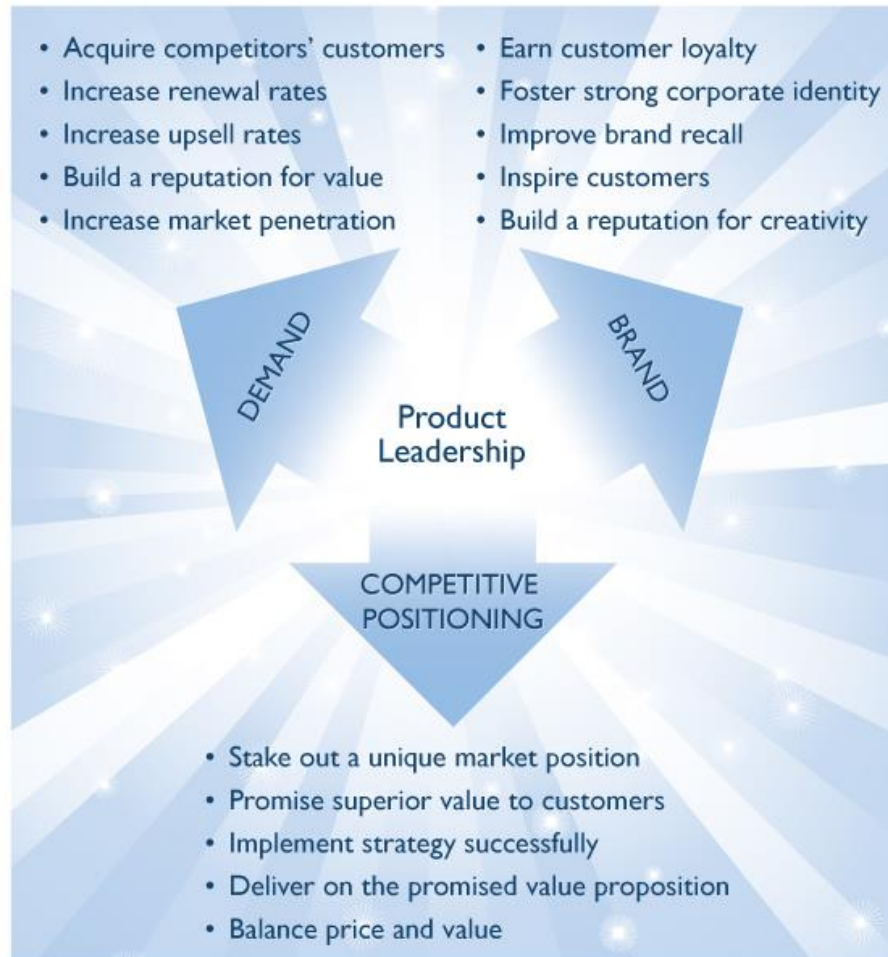 • Acquire competitors' customers
• Increase renewal rates
• Increase upsell rates
• Build a reputation for value
• Increase market penetration
• Earn customer loyalty
• Foster strong corporate identity
• Improve brand recall
• Inspire customers
• Build a reputation for creativity
DEMAND
BRAND
Product
Leadership
COMPETITIVE
POSITIONING
• Stake out a unique market position
• Promise superior value to customers
• Implement strategy successfully
• Deliver on the promised value proposition
• Balance price and value